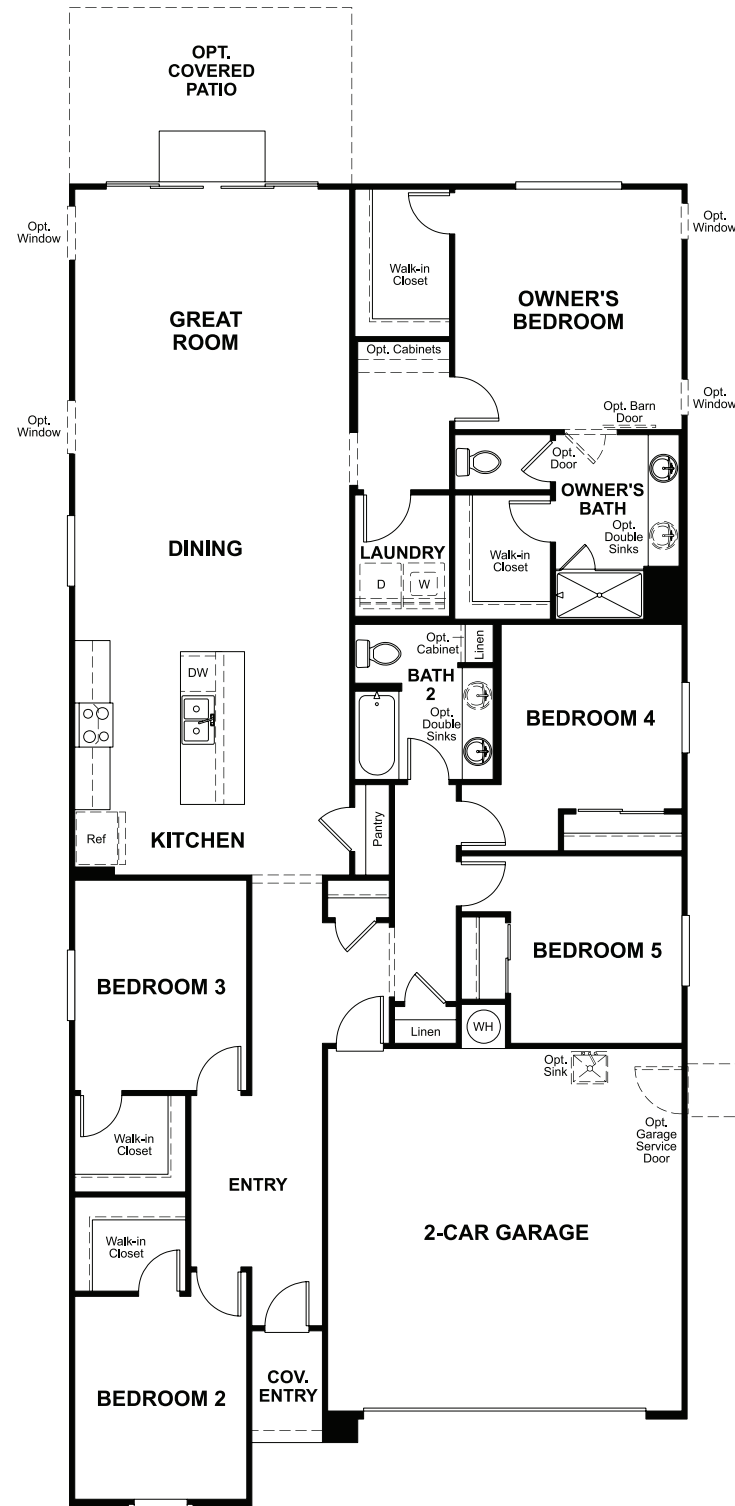 OPT.
COVERED
PATIO
Opt.
Window
Walk-in
Closet
OWNER'S
BEDROOM
Opt.
Window
GREAT
ROOM
Opt. Cabinets
Opt.
Window
Opt. Barn
Door
Opt.
Window
Opt.
Door
OWNER'S
BATH
Opt.
Double
Sinks
DINING
LAUNDRY
D
W
Walk-in
Closet
Opt.
Cabinet
Linen
BATH
2
Opt.
Double
Sinks
DW
BEDROOM 4
Ref
KITCHEN
Pantry
BEDROOM 3
BEDROOM 5
Linen
WH
Opt.
Sink
Opt.
Garage
Service
Door
Walk-in
Closet
ENTRY
2-CAR GARAGE
Walk-in
Closet
BEDROOM 2
COV.
ENTRY